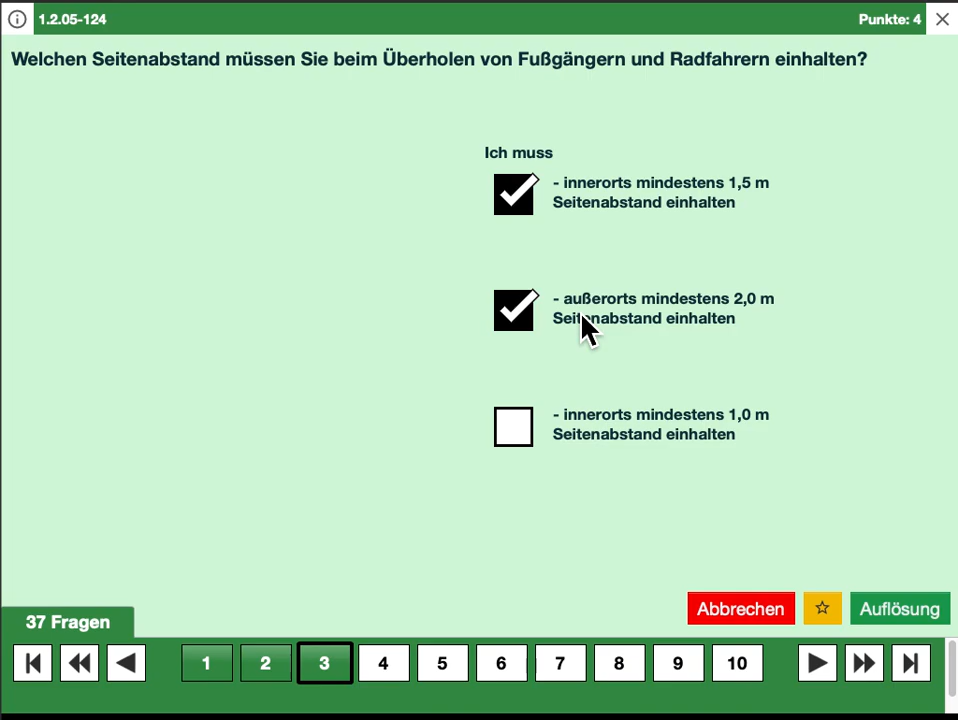 1.2.05-124
Punkte: 4
Welchen Seitenabstand müssen Sie beim Überholen von Fußgängern und Radfahrern einhalten?
Ich muss
- innerorts mindestens 1,5 m
Seitenabstand einhalten
- außerorts mindestens 2,0 m
Seitenabstand einhalten
- innerorts mindestens 1,0 m
Seitenabstand einhalten
Abbrechen
Auflösung
37 Fragen
1 2 3 4 5 6 7 8 9 10